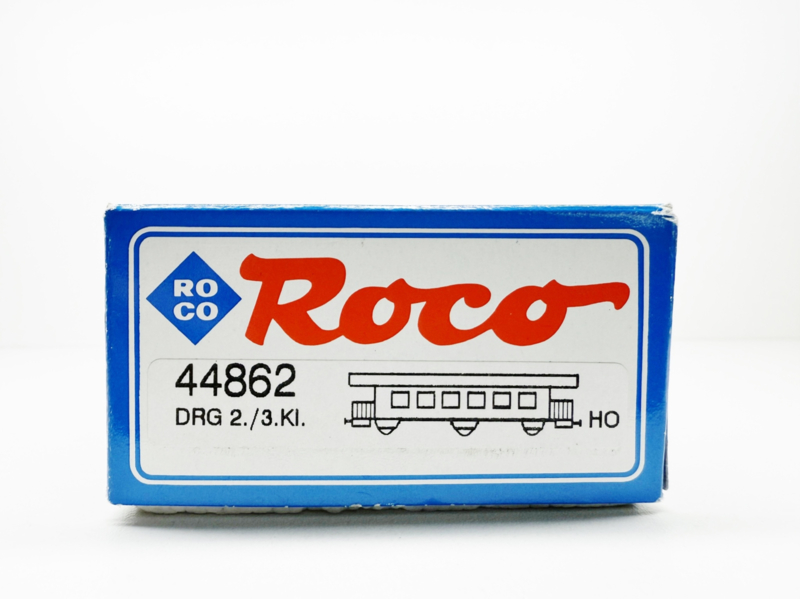 RO
CO
Roco
44862
DRG 2./3.Kl.
HO